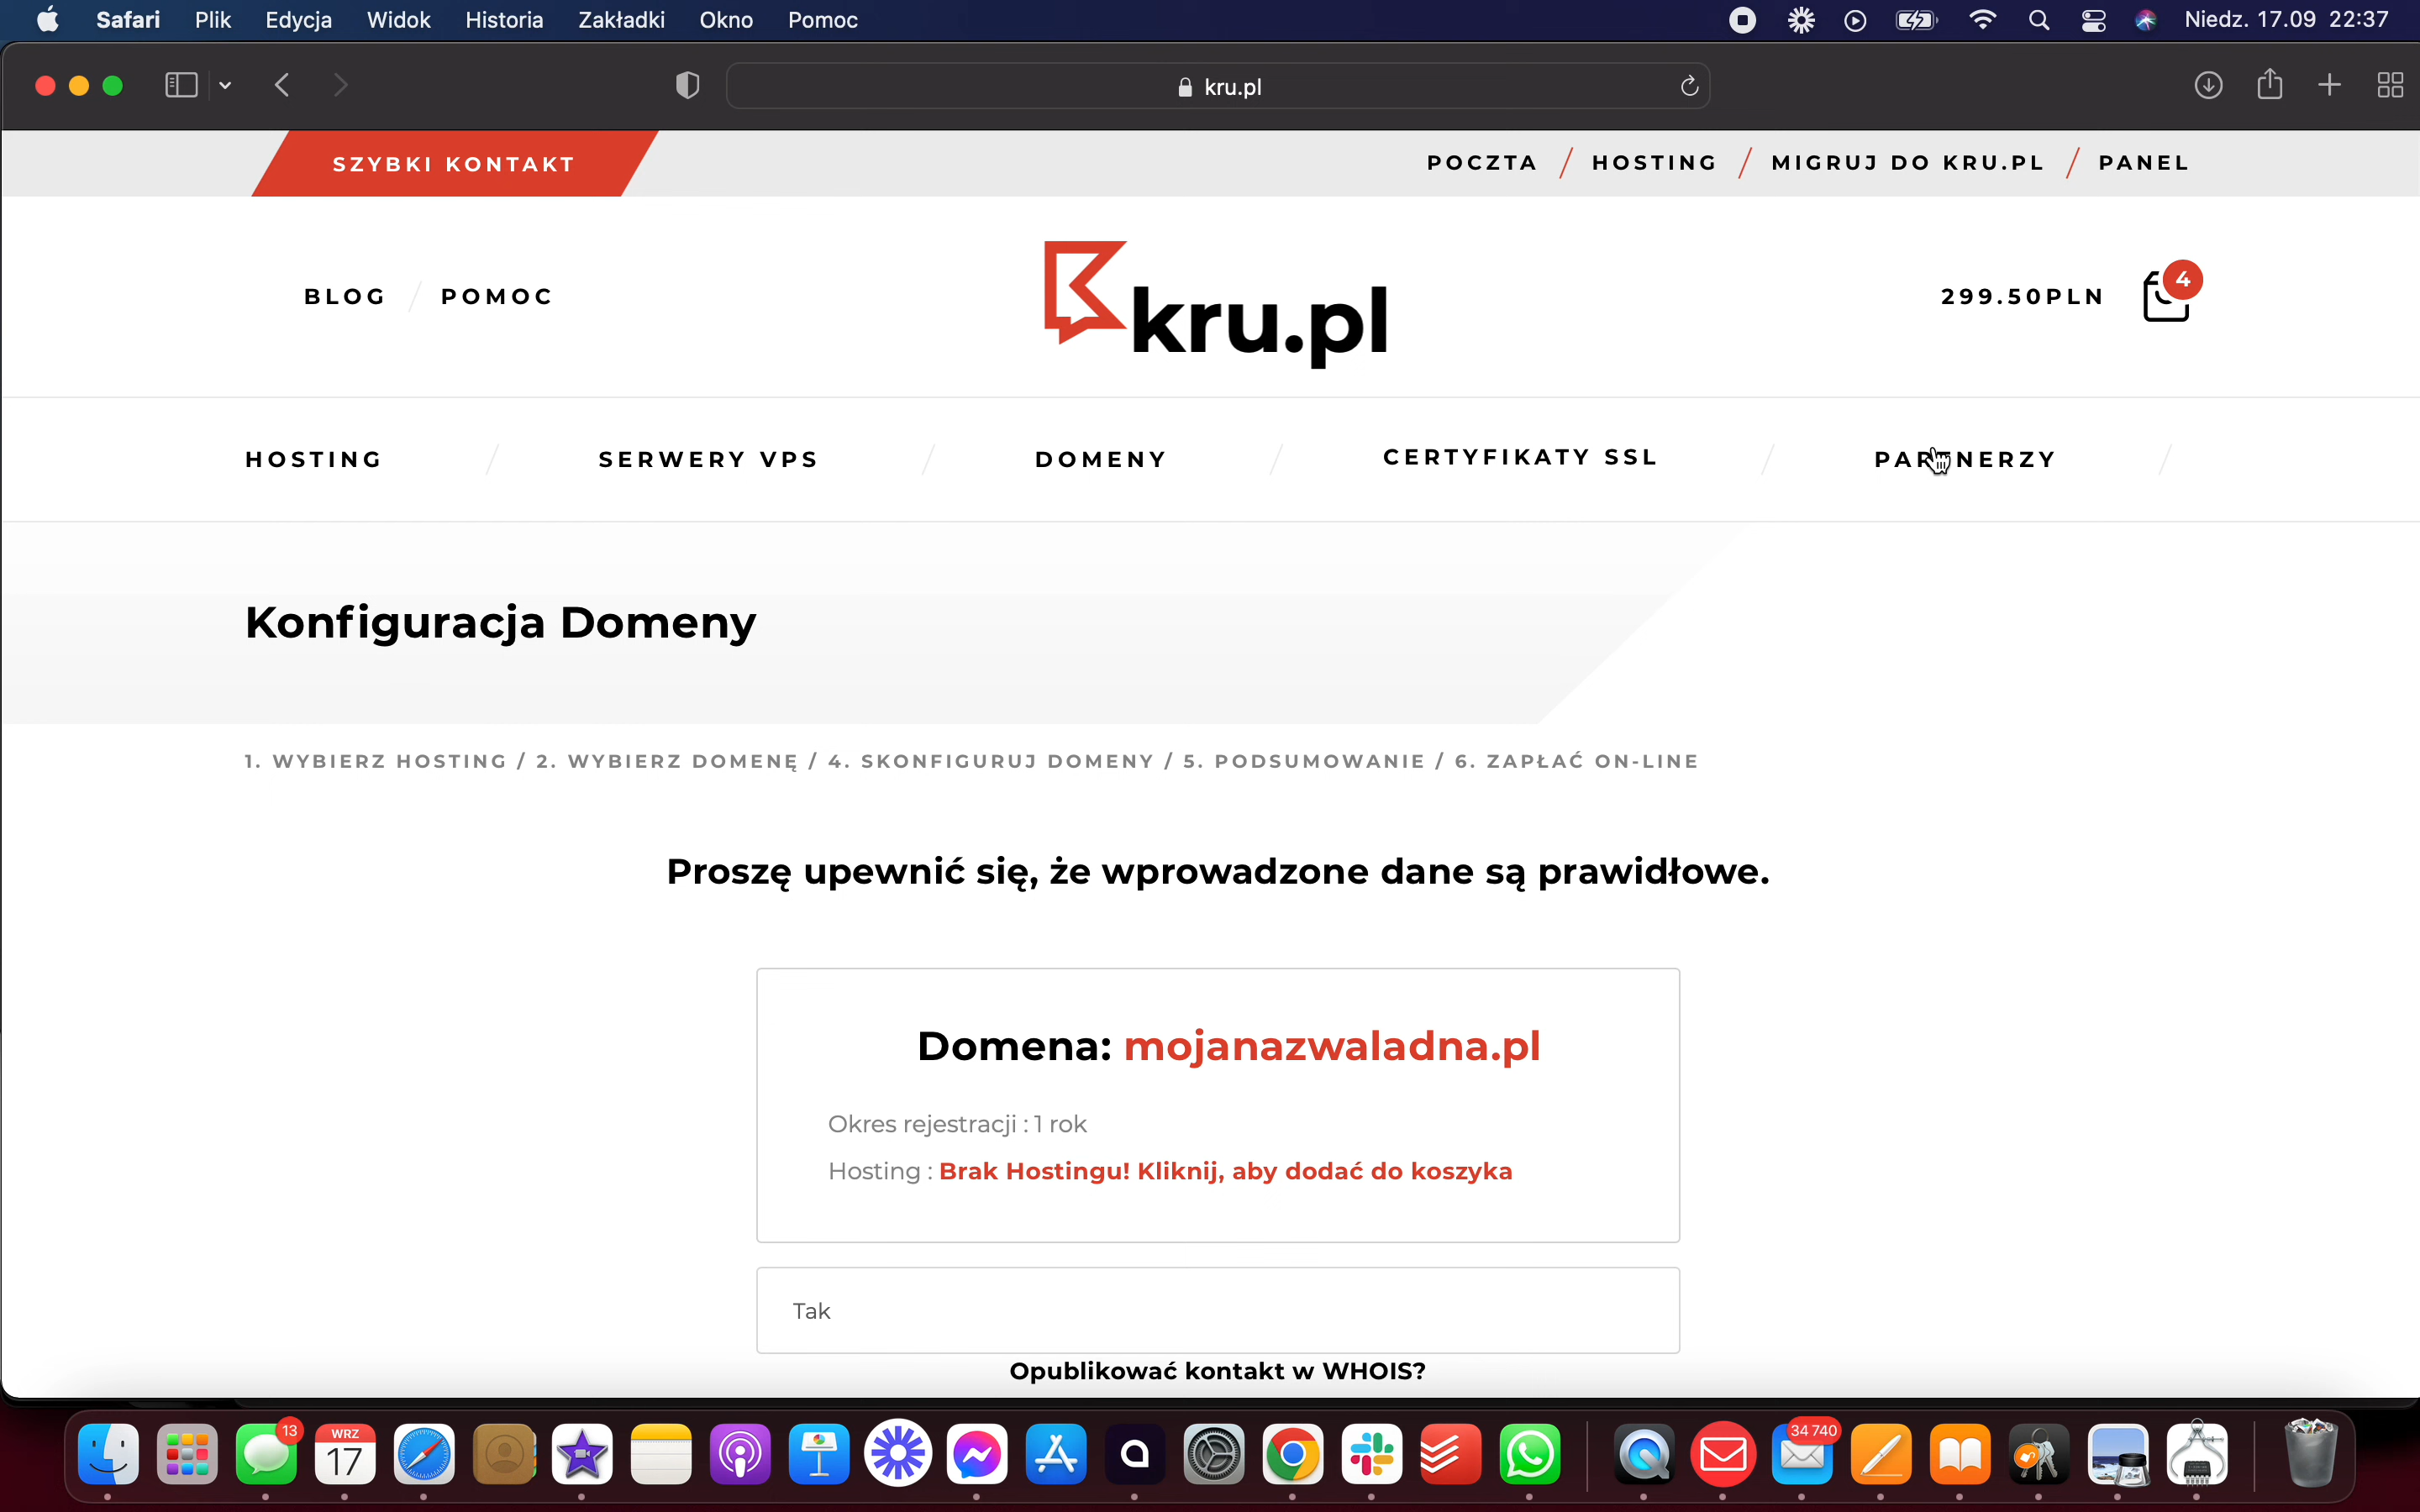 Safari Plik Edycja Widok Historia Zakładki Okno Pomoc Niedz. 17.09 22:37
kru.pl
SZYBKI KONTAKT POCZTA / HOSTING / MIGRUJ DO KRU.PL / PANEL
BLOG / POMOC kru.pl 299.50PLN 4
HOSTING / SERWERY VPS / DOMENY / CERTYFIKATY SSL / PARTNERZY /
Konfiguracja Domeny
1. WYBIERZ HOSTING / 2. WYBIERZ DOMENĘ / 4. SKONFIGURUJ DOMENY / 5. PODSUMOWANIE / 6. ZAPŁAĆ ON-LINE
Proszę upewnić się, że wprowadzone dane są prawidłowe.
Domena: mojanazwaladna.pl
Okres rejestracji : 1 rok
Hosting : Brak Hostingu! Kliknij, aby dodać do koszyka
Tak
Opublikować kontakt w WHOIS?
13 WRZ 34 740
17